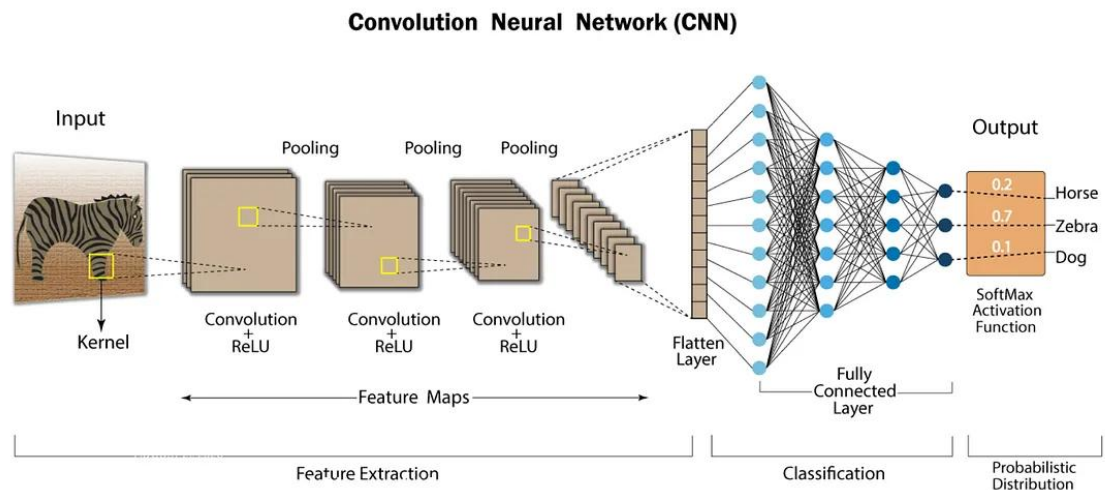 Convolution Neural Network (CNN)
Input
Output
Pooling
Pooling
Pooling
0.2
Horse
0.7
Zebra
0.1
Dog
Kernel
Convolution
+
ReLU
Convolution
+
ReLU
Convolution
+
ReLU
Flatten
Layer
SoftMax
Activation
Function
Feature Maps
Fully
Connected
Layer
Feature Extraction
Classification
Probabilistic
Distribution